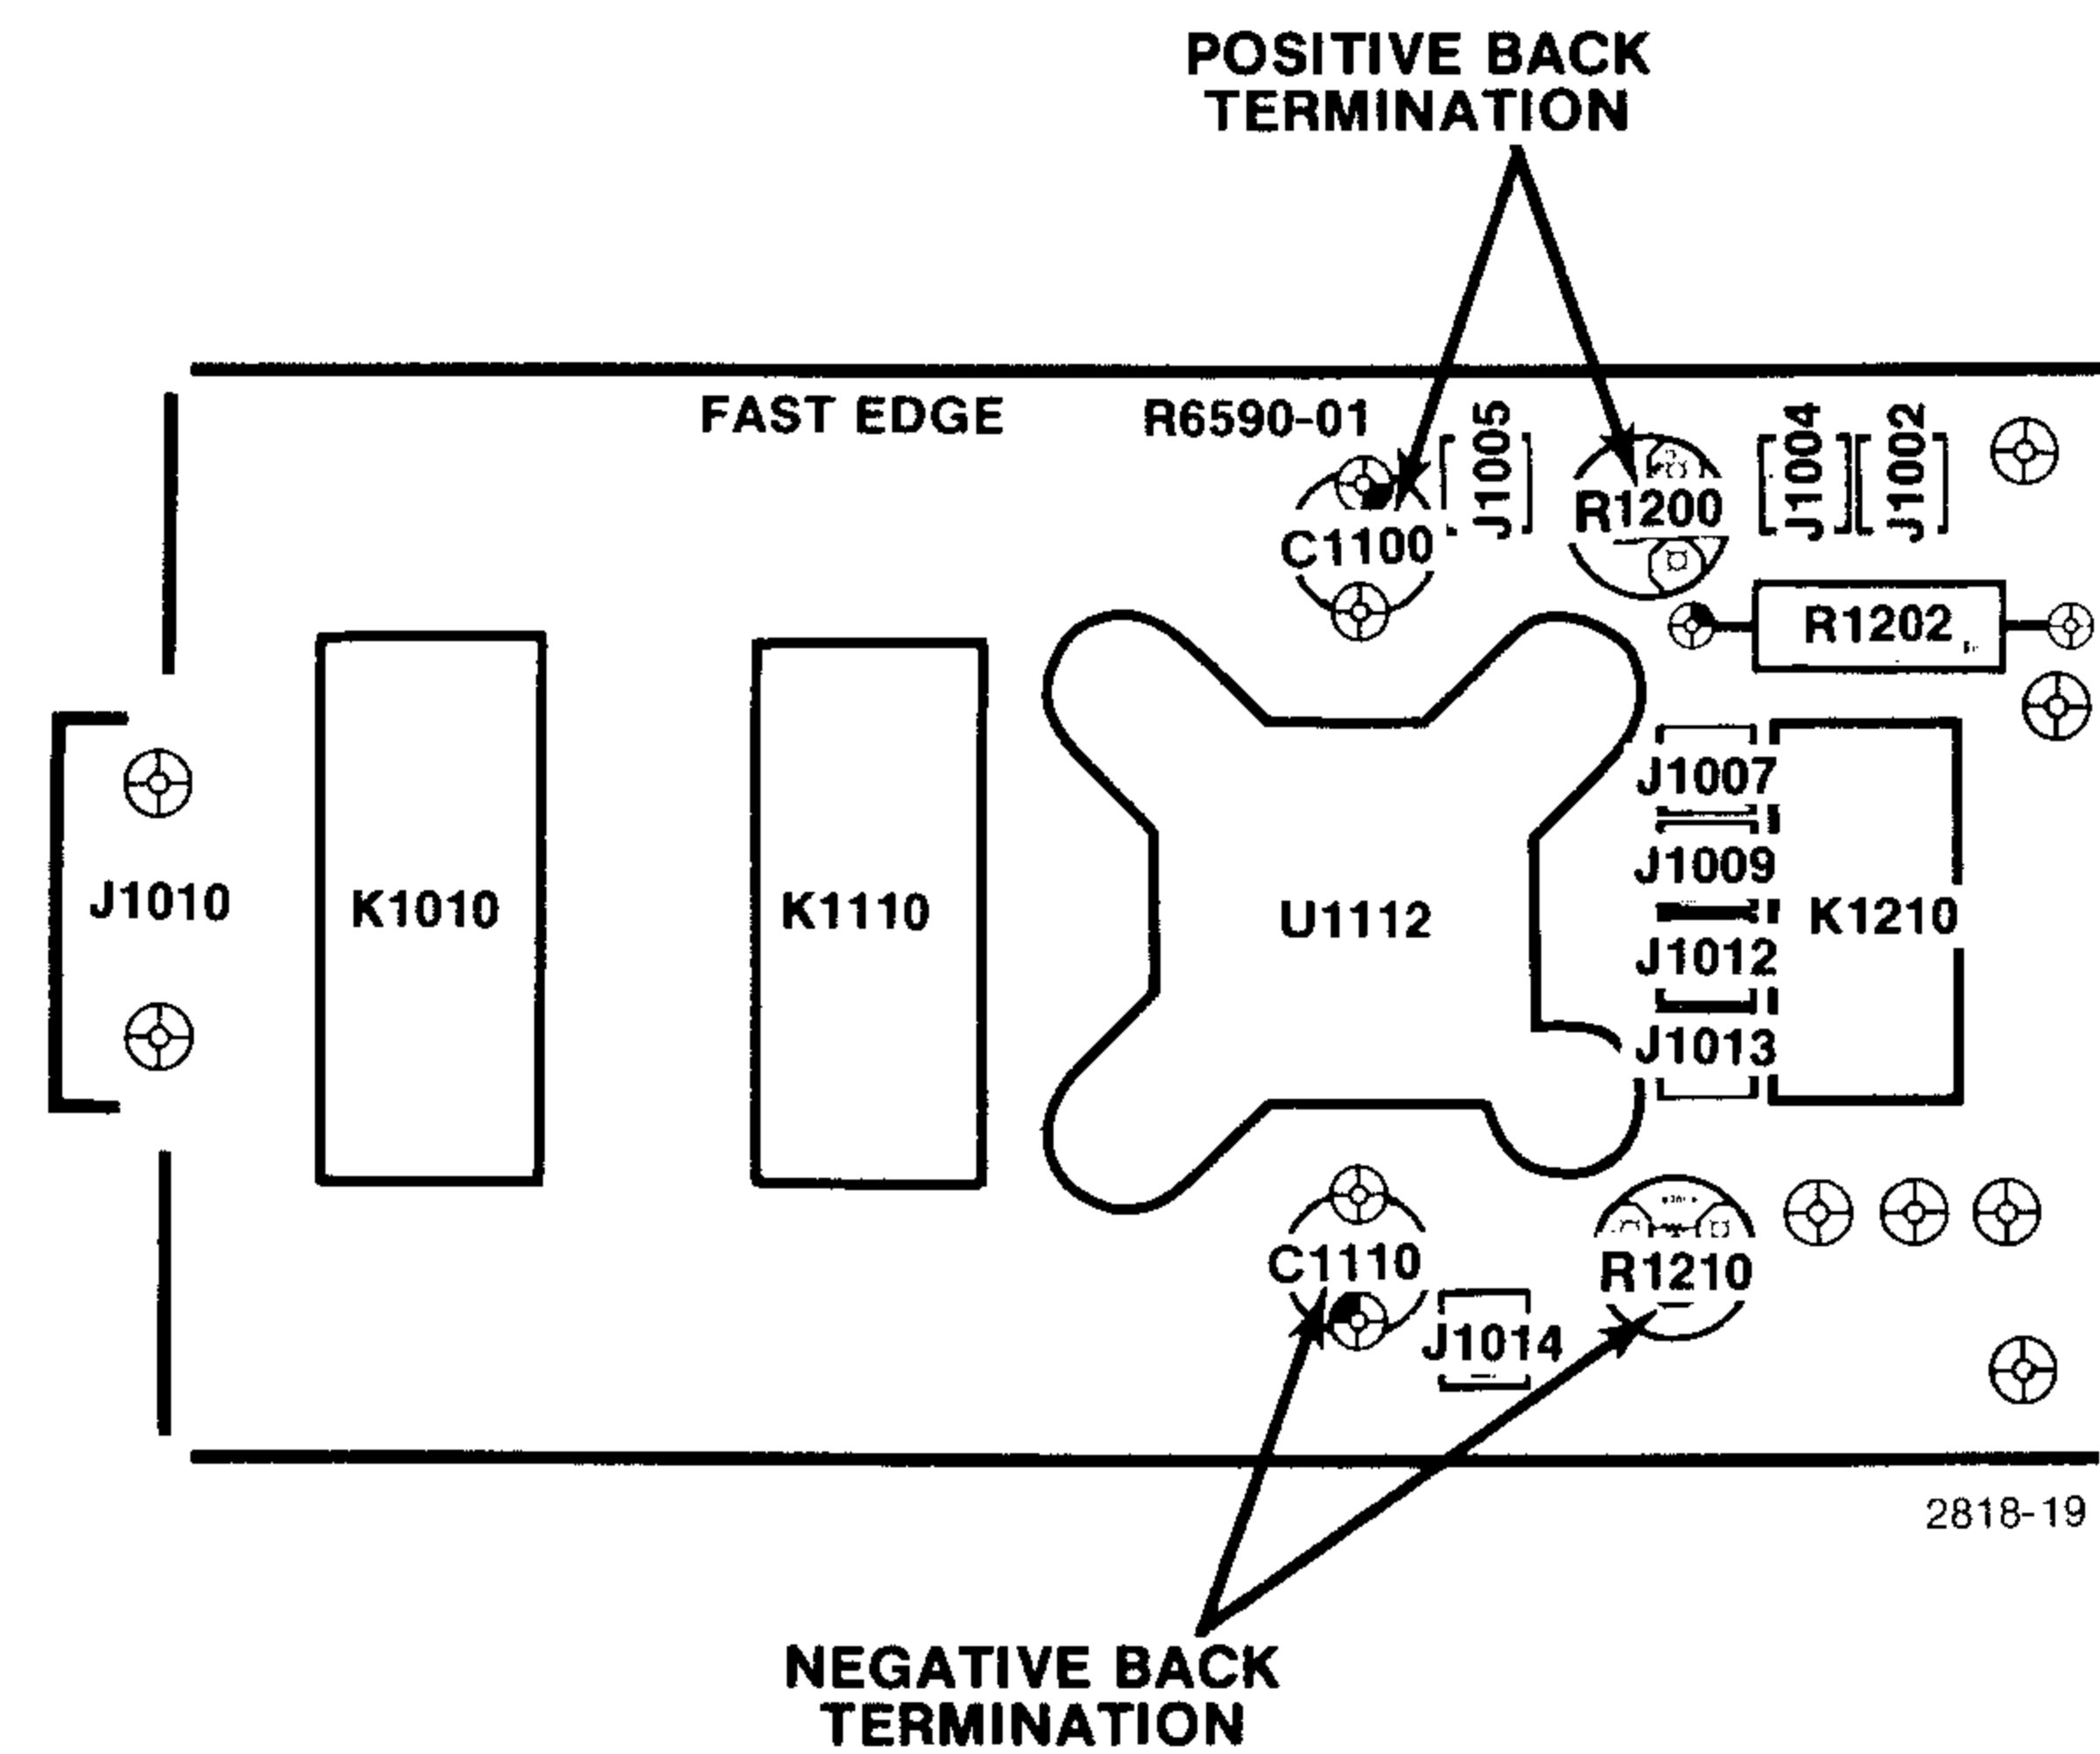 POSITIVE BACK
TERMINATION
FAST EDGE
R6590-01
J1005
J1004
J1002
R1200
C1100
R1202
J1007
J1009
J1010
K1010
K1110
U1112
K1210
J1012
J1013
C1110
R1210
J1014
2818-19
NEGATIVE BACK
TERMINATION